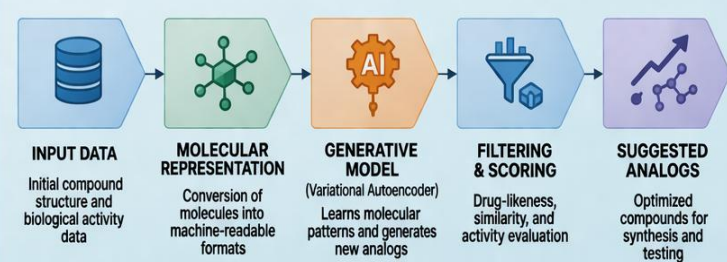 AI
INPUT DATA
Initial compound
structure and
biological activity
data
MOLECULAR
REPRESENTATION
Conversion of
molecules into
machine-readable
formats
GENERATIVE
MODEL
(Variational Autoencoder)
Learns molecular
patterns and generates
new analogs
FILTERING
& SCORING
Drug-likeness,
similarity, and
activity evaluation
SUGGESTED
ANALOGS
Optimized
compounds for
synthesis and
testing